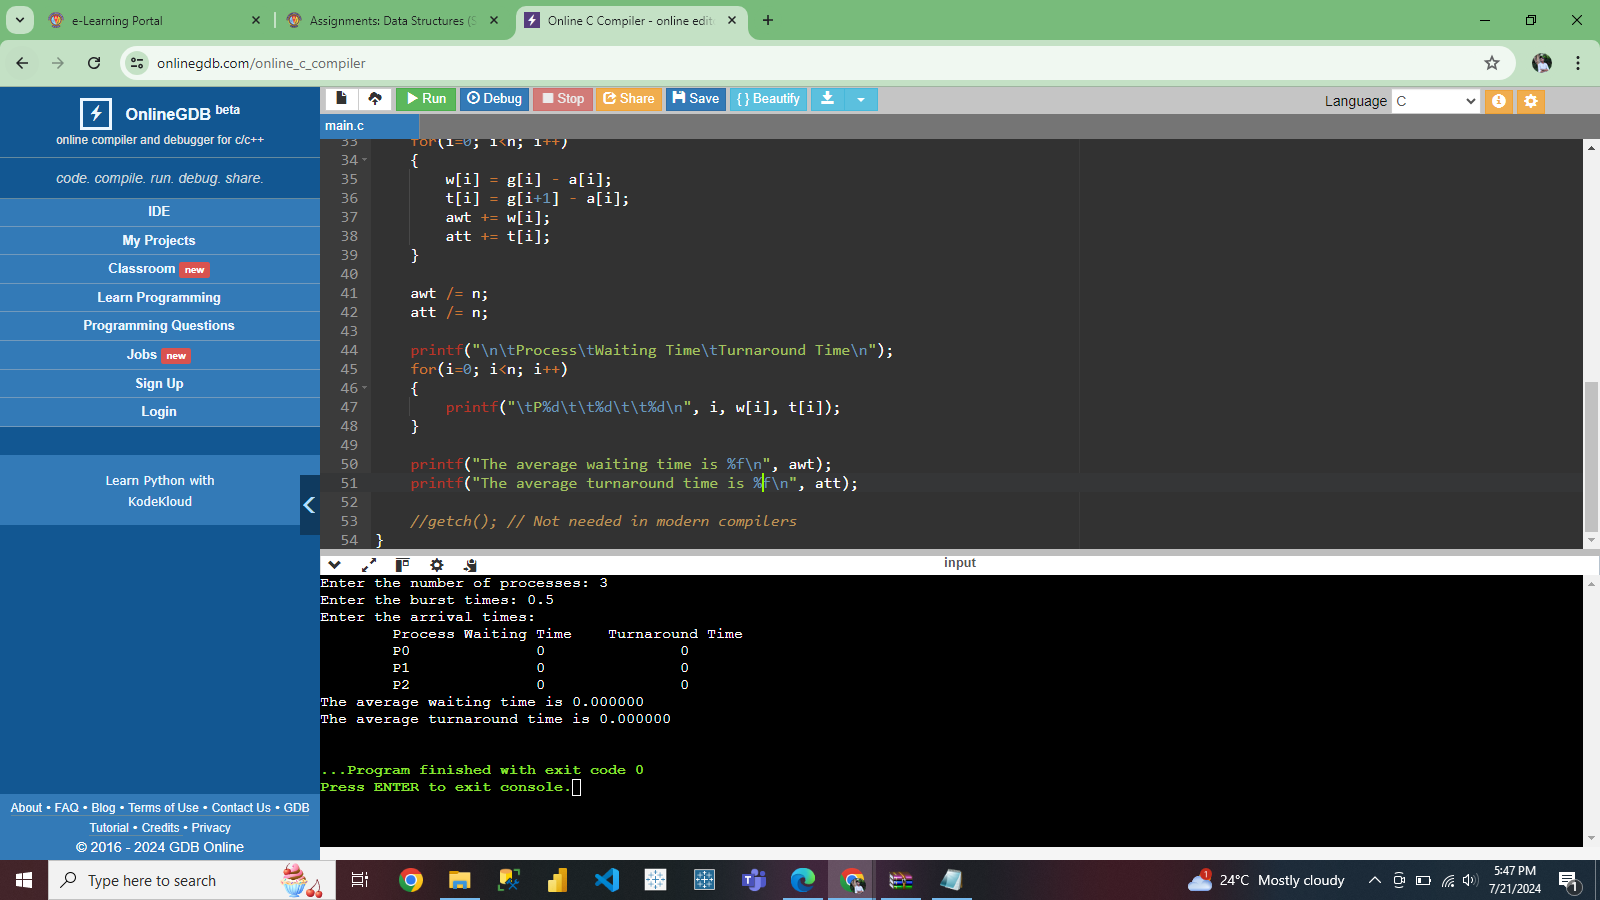 e-Learning Portal
Assignments: Data Structures (S
Online C Compiler - online edit
onlinegdb.com/online_c_compiler
OnlineGDB beta
online compiler and debugger for c/c++
code. compile. run. debug. share.
IDE
My Projects
Classroom new
Learn Programming
Programming Questions
Jobs new
Sign Up
Login
Learn Python with
KodeKloud
About • FAQ • Blog • Terms of Use • Contact Us • GDB
Tutorial • Credits • Privacy
© 2016 - 2024 GDB Online
Run Debug Stop Share Save { } Beautify
Language C
main.c
33 for(i=0; i<n; i++)
34 {
35 w[i] = g[i] - a[i];
36 t[i] = g[i+1] - a[i];
37 awt += w[i];
38 att += t[i];
39 }
40
41 awt /= n;
42 att /= n;
43
44 printf("\n\tProcess\tWaiting Time\tTurnaround Time\n");
45 for(i=0; i<n; i++)
46 {
47 printf("\tP%d\t\t%d\t\t%d\n", i, w[i], t[i]);
48 }
49
50 printf("The average waiting time is %f\n", awt);
51 printf("The average turnaround time is %f\n", att);
52
53 //getch(); // Not needed in modern compilers
54 }
input
Enter the number of processes: 3
Enter the burst times: 0.5
Enter the arrival times:
Process Waiting Time Turnaround Time
P0 0 0
P1 0 0
P2 0 0
The average waiting time is 0.000000
The average turnaround time is 0.000000
...Program finished with exit code 0
Press ENTER to exit console.
Type here to search
1
24°C Mostly cloudy
5:47 PM
7/21/2024
1